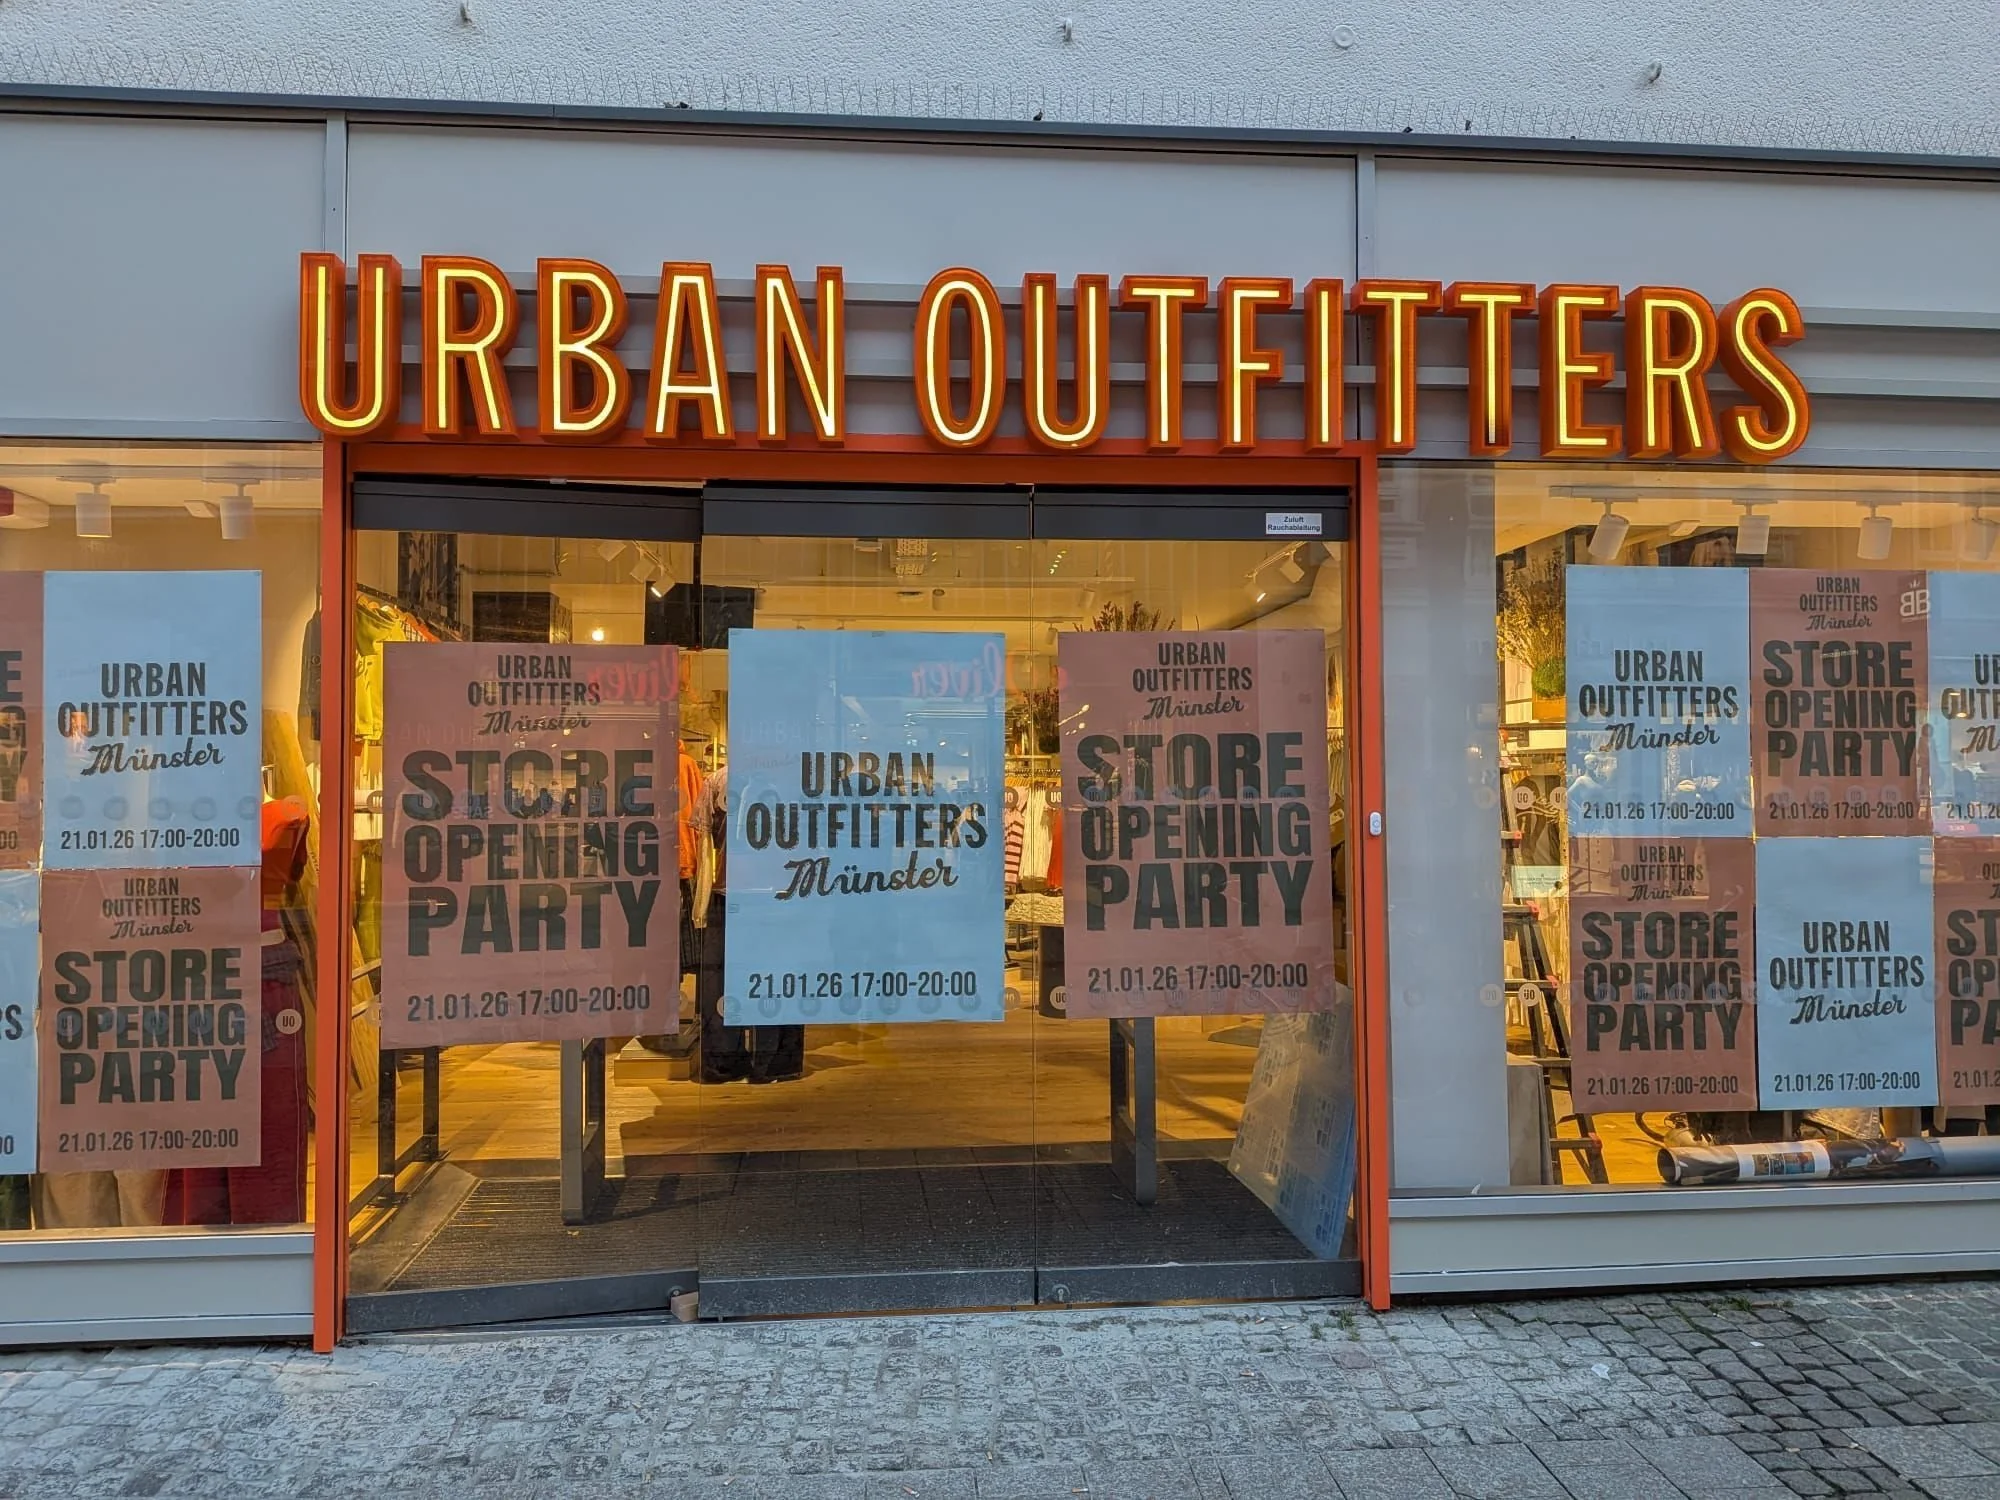 URBAN OUTFITTERS
Zuluft
Rauchableitung
URBAN
OUTFITTERS
Münster
21.01.26 17:00-20:00
URBAN
OUTFITTERS
Münster
STORE
OPENING
PARTY
21.01.26 17:00-20:00
UO
URBAN
OUTFITTERS
Münster
STORE
OPENING
PARTY
21.01.26 17:00-20:00
URBAN
OUTFITTERS
Münster
21.01.26 17:00-20:00
URBAN
OUTFITTERS
Münster
STORE
OPENING
PARTY
21.01.26 17:00-20:00
URBAN
OUTFITTERS
Münster
21.01.26 17:00-20:00
URBAN
OUTFITTERS
Münster
STORE
OPENING
PARTY
21.01.26 17:00-20:00
URBAN
OUTFITTERS
Münster
STORE
OPENING
PARTY
21.01.26 17:00-20:00
URBAN
OUTFITTERS
Münster
21.01.26 17:00-20:00